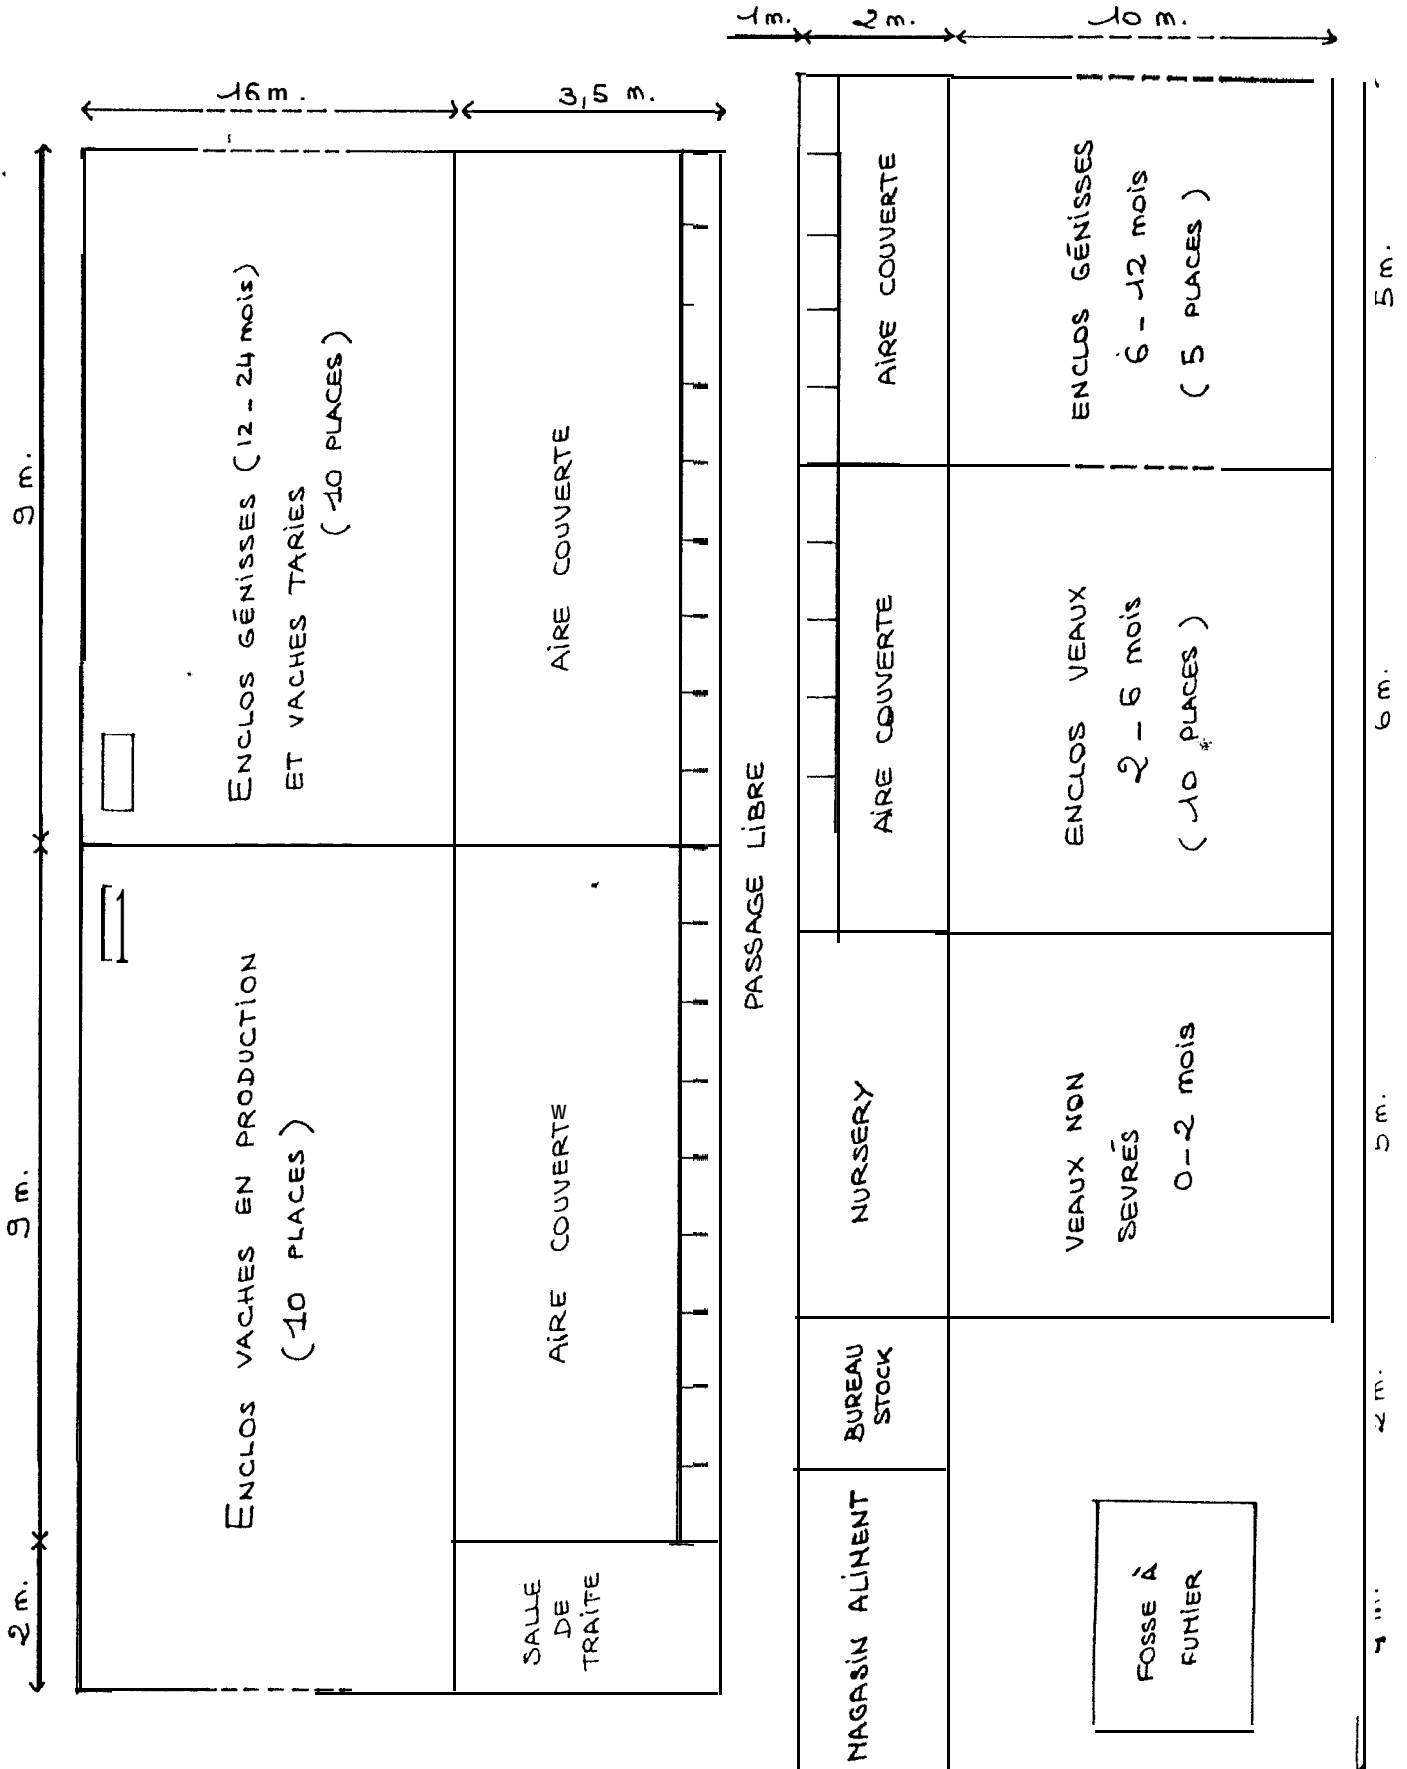 16 m.
3,5 m.
1 m.
2 m.
10 m.
9 m.
9 m.
2 m.
ENCLOS GÉNISSES (12 - 24 mois)
ET VACHES TARIES
(10 PLACES)
AIRE COUVERTE
ENCLOS VACHES EN PRODUCTION
(10 PLACES)
AIRE COUVERTE
SALLE
DE
TRAITE
PASSAGE LIBRE
AIRE COUVERTE
ENCLOS GÉNISSES
6 - 12 mois
(5 PLACES)
5 m.
AIRE COUVERTE
ENCLOS VEAUX
2 - 6 mois
(10 PLACES)
6 m.
NURSERY
VEAUX NON
SEVRÉS
0 - 2 mois
5 m.
BUREAU
STOCK
2 m.
MAGASIN ALIMENT
FOSSE À
FUMIER